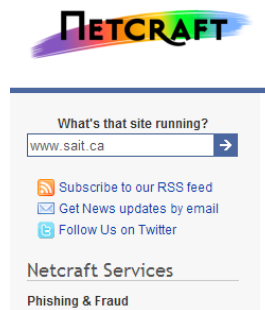 NETCRAFT
What's that site running?
www.sait.ca
Subscribe to our RSS feed
Get News updates by email
Follow Us on Twitter
Netcraft Services
Phishing & Fraud